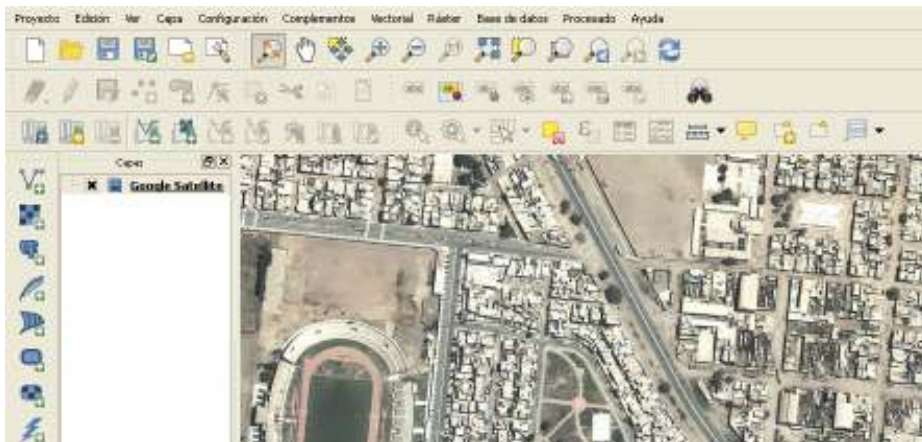 Proyecto Edición Ver Capa Configuración Complementos Vectorial Ráster Base de datos Procesado Ayuda
Capas
Google Satellite